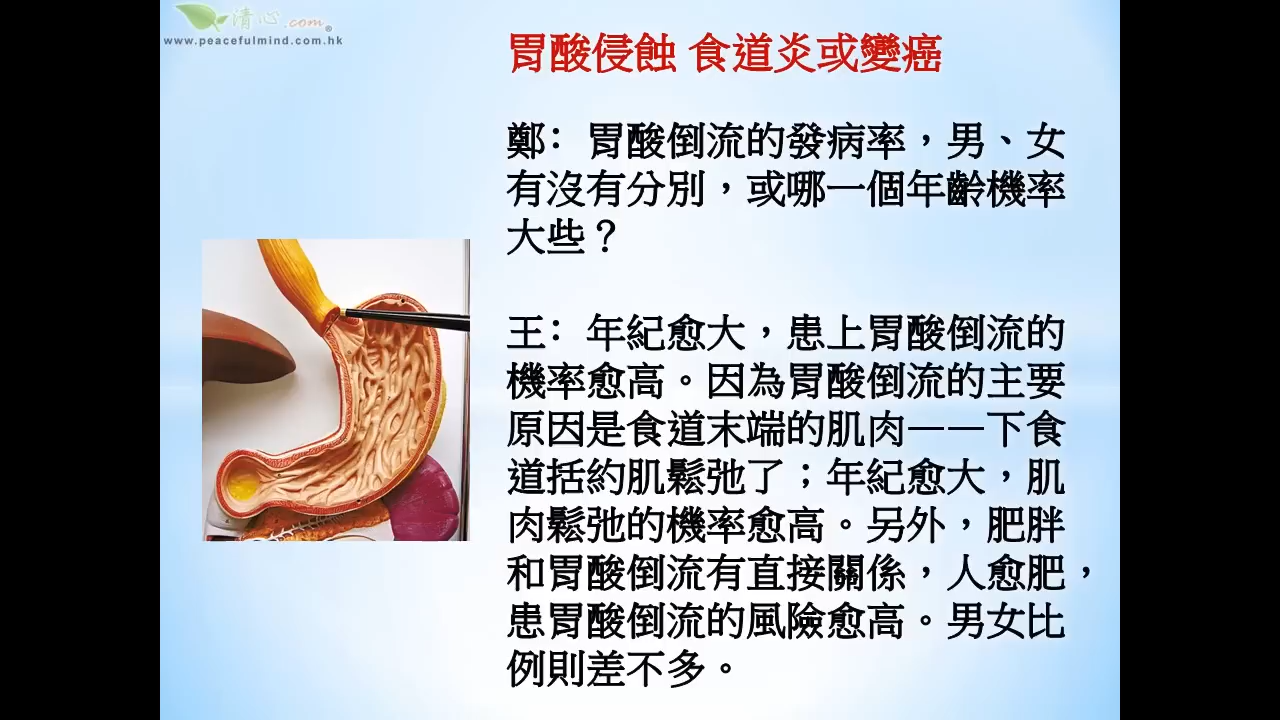 清心.com
www.peacefulmind.com.hk
胃酸侵蝕 食道炎或變癌
鄭：胃酸倒流的發病率，男、女
有沒有分別，或哪一個年齡機率
大些？
王：年紀愈大，患上胃酸倒流的
機率愈高。因為胃酸倒流的主要
原因是食道末端的肌肉——下食
道括約肌鬆弛了；年紀愈大，肌
肉鬆弛的機率愈高。另外，肥胖
和胃酸倒流有直接關係，人愈肥，
患胃酸倒流的風險愈高。男女比
例則差不多。